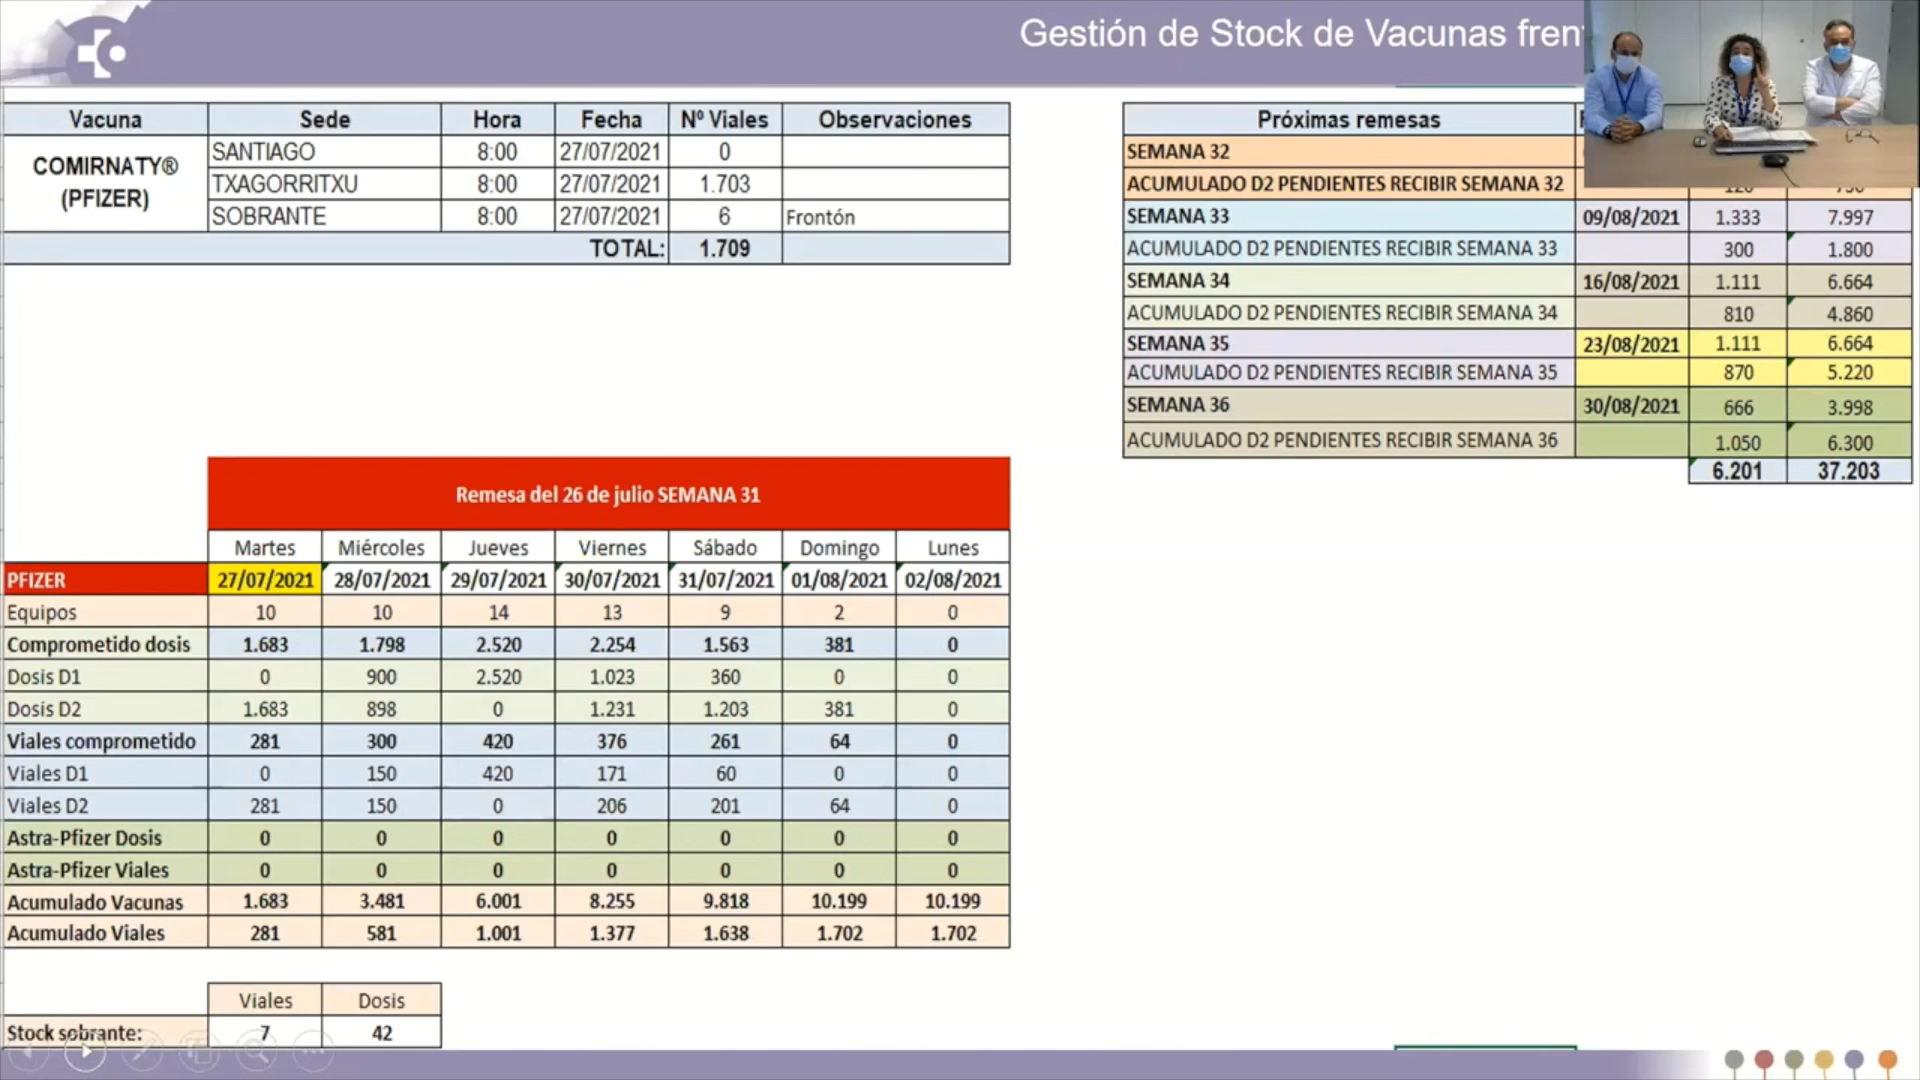 Gestión de Stock de Vacunas
Vacuna Sede Hora Fecha Nº Viales Observaciones
COMIRNATY® (PFIZER)
SANTIAGO 8:00 27/07/2021 0
TXAGORRITXU 8:00 27/07/2021 1.703
SOBRANTE 8:00 27/07/2021 6 Frontón
TOTAL: 1.709
Próximas remesas
SEMANA 32
ACUMULADO D2 PENDIENTES RECIBIR SEMANA 32
SEMANA 33 09/08/2021 1.333 7.997
ACUMULADO D2 PENDIENTES RECIBIR SEMANA 33 300 1.800
SEMANA 34 16/08/2021 1.111 6.664
ACUMULADO D2 PENDIENTES RECIBIR SEMANA 34 810 4.860
SEMANA 35 23/08/2021 1.111 6.664
ACUMULADO D2 PENDIENTES RECIBIR SEMANA 35 870 5.220
SEMANA 36 30/08/2021 666 3.998
ACUMULADO D2 PENDIENTES RECIBIR SEMANA 36 1.050 6.300
6.201 37.203
Remesa del 26 de julio SEMANA 31
Martes Miércoles Jueves Viernes Sábado Domingo Lunes
PFIZER 27/07/2021 28/07/2021 29/07/2021 30/07/2021 31/07/2021 01/08/2021 02/08/2021
Equipos 10 10 14 13 9 2 0
Comprometido dosis 1.683 1.798 2.520 2.254 1.563 381 0
Dosis D1 0 900 2.520 1.023 360 0 0
Dosis D2 1.683 898 0 1.231 1.203 381 0
Viales comprometido 281 300 420 376 261 64 0
Viales D1 0 150 420 171 60 0 0
Viales D2 281 150 0 206 201 64 0
Astra-Pfizer Dosis 0 0 0 0 0 0 0
Astra-Pfizer Viales 0 0 0 0 0 0 0
Acumulado Vacunas 1.683 3.481 6.001 8.255 9.818 10.199 10.199
Acumulado Viales 281 581 1.001 1.377 1.638 1.702 1.702
Viales Dosis
Stock sobrante: 7 42